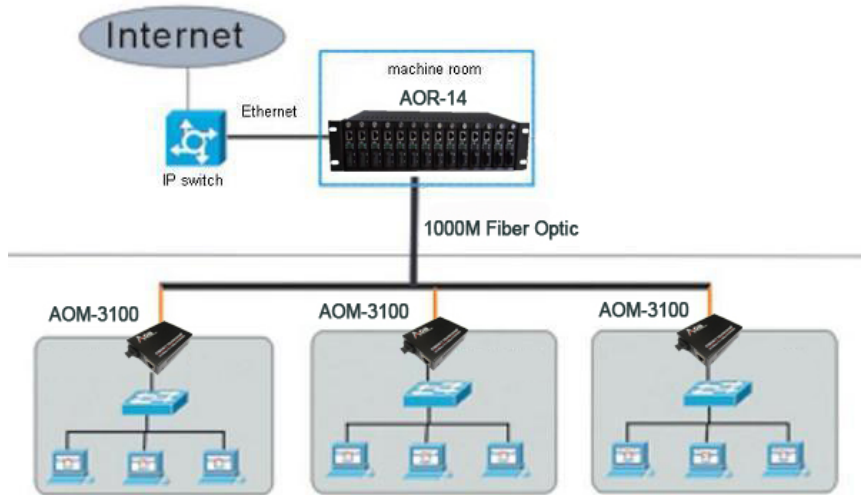 Internet
machine room
AOR-14
Ethernet
IP switch
1000M Fiber Optic
AOM-3100
AOM-3100
AOM-3100